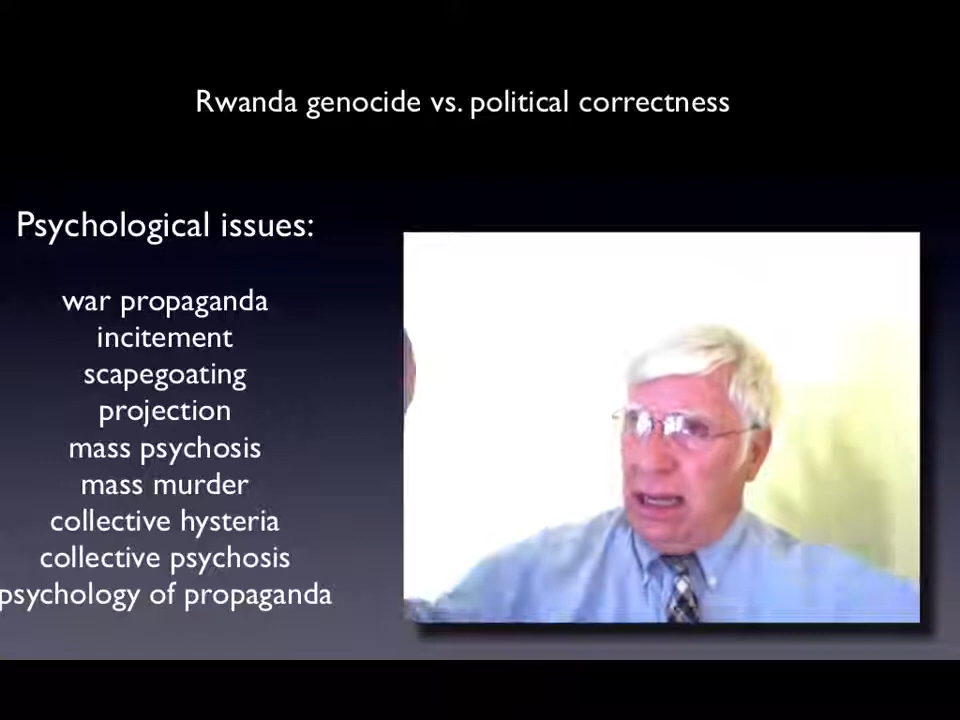 Rwanda genocide vs. political correctness
Psychological issues:
war propaganda
incitement
scapegoating
projection
mass psychosis
mass murder
collective hysteria
collective psychosis
psychology of propaganda